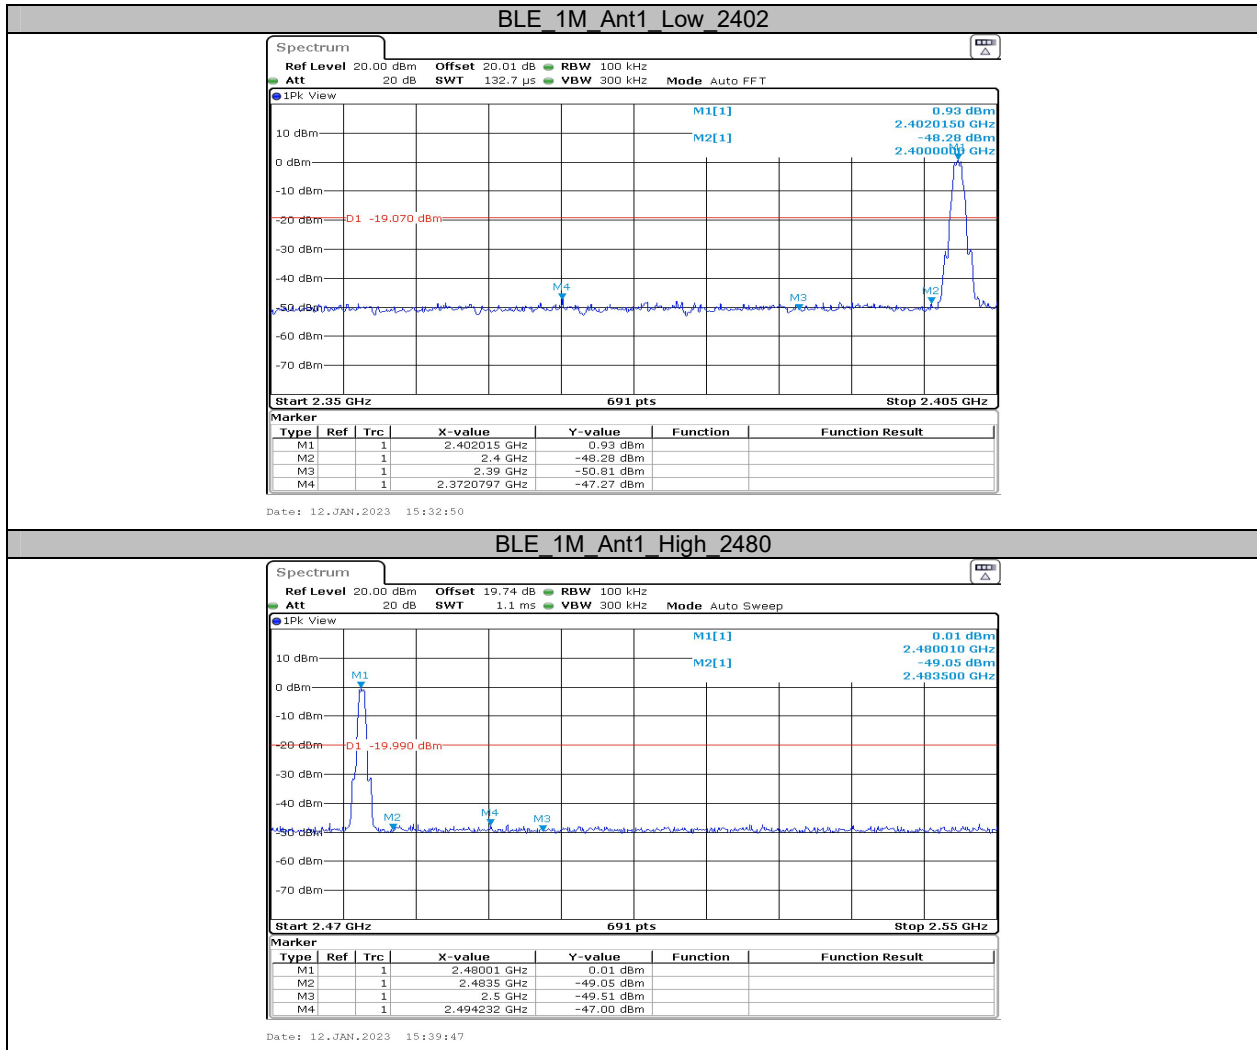 BLE_1M_Ant1_Low_2402
Spectrum
Ref Level 20.00 dBm Offset 20.01 dB RBW 100 kHz
Att 20 dB SWT 132.7 µs VBW 300 kHz Mode Auto FFT
1Pk View
M1[1] 0.93 dBm
2.4020150 GHz
10 dBm
M2[1] -48.28 dBm
2.4000000 GHz
M1
0 dBm
-10 dBm
-20 dBm D1 -19.070 dBm
-30 dBm
-40 dBm
M4
M2
M3
-50 dBm
-60 dBm
-70 dBm
Start 2.35 GHz 691 pts Stop 2.405 GHz
Marker
Type Ref Trc X-value Y-value Function Function Result
M1 1 2.402015 GHz 0.93 dBm
M2 1 2.4 GHz -48.28 dBm
M3 1 2.39 GHz -50.81 dBm
M4 1 2.3720797 GHz -47.27 dBm
Date: 12.JAN.2023 15:32:50
BLE_1M_Ant1_High_2480
Spectrum
Ref Level 20.00 dBm Offset 19.74 dB RBW 100 kHz
Att 20 dB SWT 1.1 ms VBW 300 kHz Mode Auto Sweep
1Pk View
M1[1] 0.01 dBm
2.480010 GHz
10 dBm
M2[1] -49.05 dBm
2.483500 GHz
M1
0 dBm
-10 dBm
-20 dBm D1 -19.990 dBm
-30 dBm
-40 dBm
M2 M4 M3
-50 dBm
-60 dBm
-70 dBm
Start 2.47 GHz 691 pts Stop 2.55 GHz
Marker
Type Ref Trc X-value Y-value Function Function Result
M1 1 2.48001 GHz 0.01 dBm
M2 1 2.4835 GHz -49.05 dBm
M3 1 2.5 GHz -49.51 dBm
M4 1 2.494232 GHz -47.00 dBm
Date: 12.JAN.2023 15:39:47